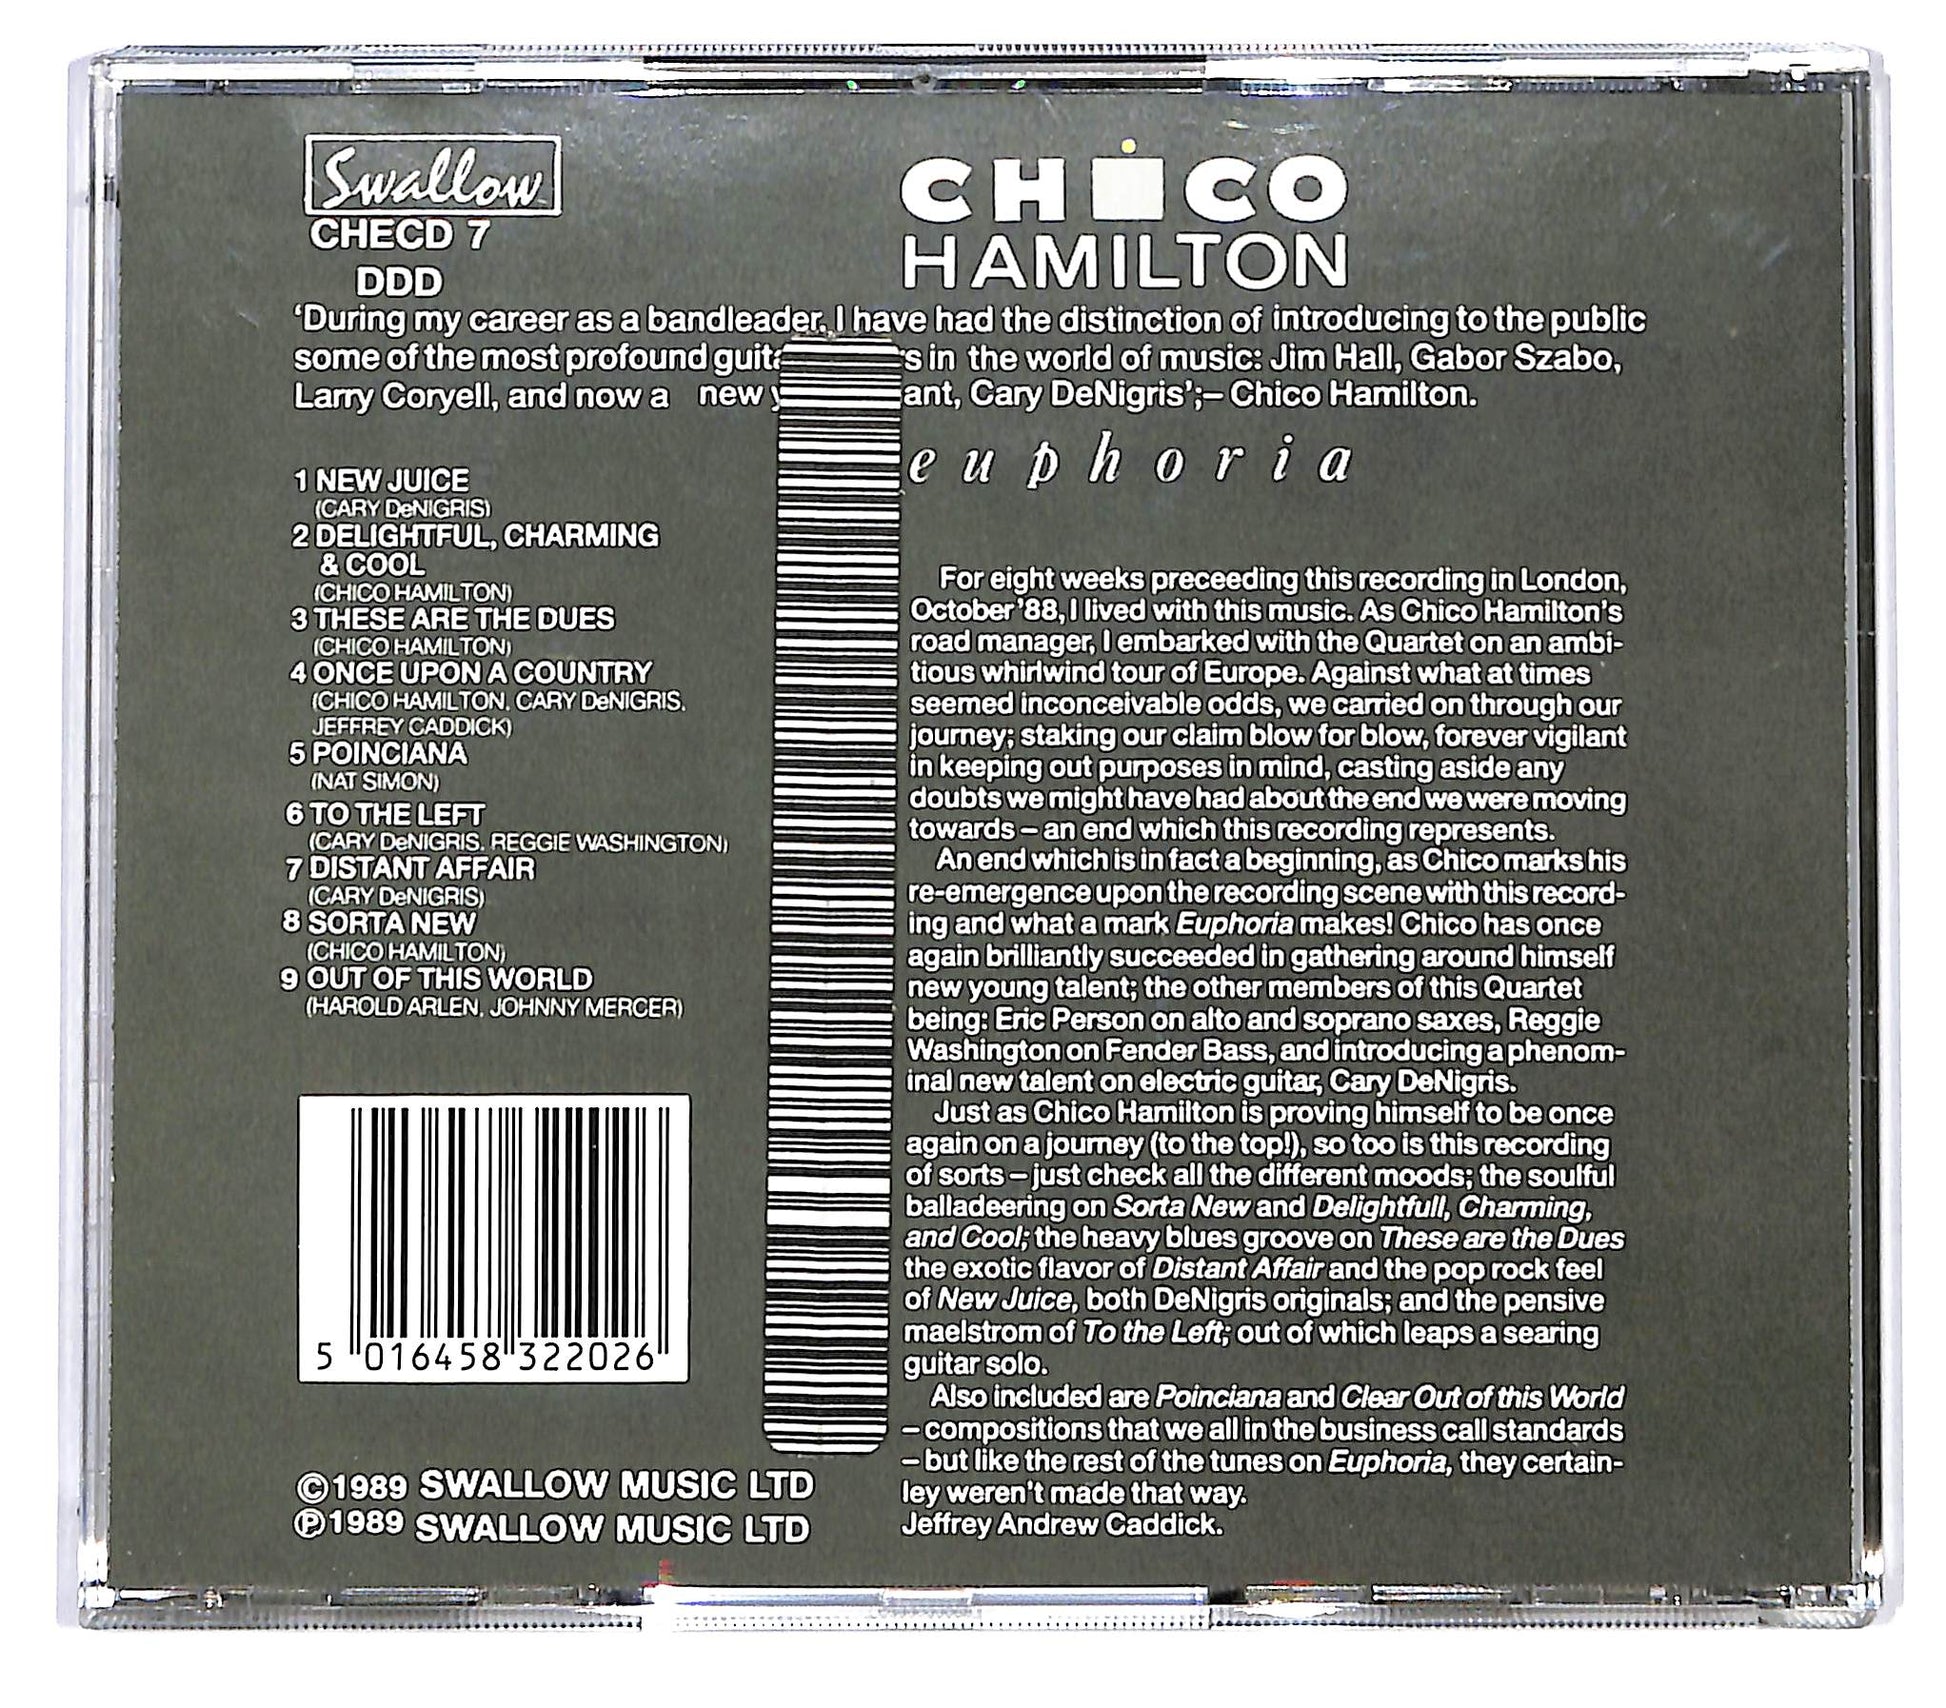 Swallow
CHECD 7
DDD
CHICO
HAMILTON
‘During my career as a bandleader, I have had the distinction of introducing to the public
some of the most profound in the world of music: Jim Hall, Gabor Szabo,
Larry Coryell, and now a new Cary DeNigris’;– Chico Hamilton.
euphoria
1 NEW JUICE
(CARY DeNIGRIS)
2 DELIGHTFUL, CHARMING
& COOL
(CHICO HAMILTON)
3 THESE ARE THE DUES
(CHICO HAMILTON)
4 ONCE UPON A COUNTRY
(CHICO HAMILTON, CARY DeNIGRIS,
JEFFREY CADDICK)
5 POINCIANA
(NAT SIMON)
6 TO THE LEFT
(CARY DeNIGRIS, REGGIE WASHINGTON)
7 DISTANT AFFAIR
(CARY DeNIGRIS)
8 SORTA NEW
(CHICO HAMILTON)
9 OUT OF THIS WORLD
(HAROLD ARLEN, JOHNNY MERCER)
5 016458 322026
©1989 SWALLOW MUSIC LTD
℗1989 SWALLOW MUSIC LTD
For eight weeks preceeding this recording in London,
October ’88, I lived with this music. As Chico Hamilton’s
road manager, I embarked with the Quartet on an ambi-
tious whirlwind tour of Europe. Against what at times
seemed inconceivable odds, we carried on through our
journey; staking our claim blow for blow, forever vigilant
in keeping out purposes in mind, casting aside any
doubts we might have had about the end we were moving
towards – an end which this recording represents.
An end which is in fact a beginning, as Chico marks his
re-emergence upon the recording scene with this record-
ing and what a mark Euphoria makes! Chico has once
again brilliantly succeeded in gathering around himself
new young talent; the other members of this Quartet
being: Eric Person on alto and soprano saxes, Reggie
Washington on Fender Bass, and introducing a phenom-
inal new talent on electric guitar, Cary DeNigris.
Just as Chico Hamilton is proving himself to be once
again on a journey (to the top!), so too is this recording
of sorts – just check all the different moods; the soulful
balladeering on Sorta New and Delightfull, Charming,
and Cool; the heavy blues groove on These are the Dues
the exotic flavor of Distant Affair and the pop rock feel
of New Juice, both DeNigris originals; and the pensive
maelstrom of To the Left; out of which leaps a searing
guitar solo.
Also included are Poinciana and Clear Out of this World
– compositions that we all in the business call standards
– but like the rest of the tunes on Euphoria, they certain-
ley weren't made that way.
Jeffrey Andrew Caddick.